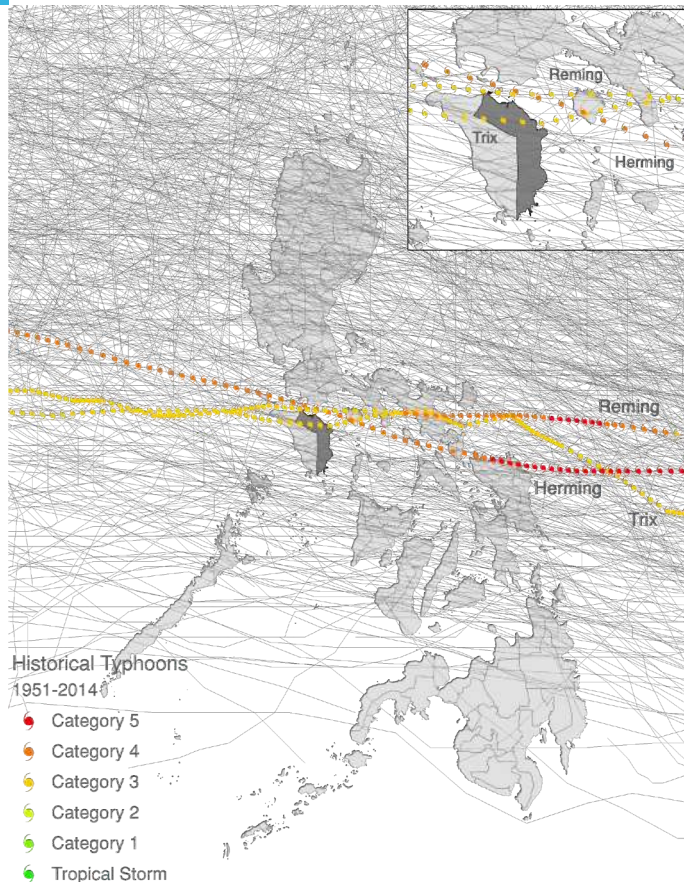 Reming
Trix
Herming
Reming
Herming
Trix
Historical Typhoons
1951-2014
Category 5
Category 4
Category 3
Category 2
Category 1
Tropical Storm